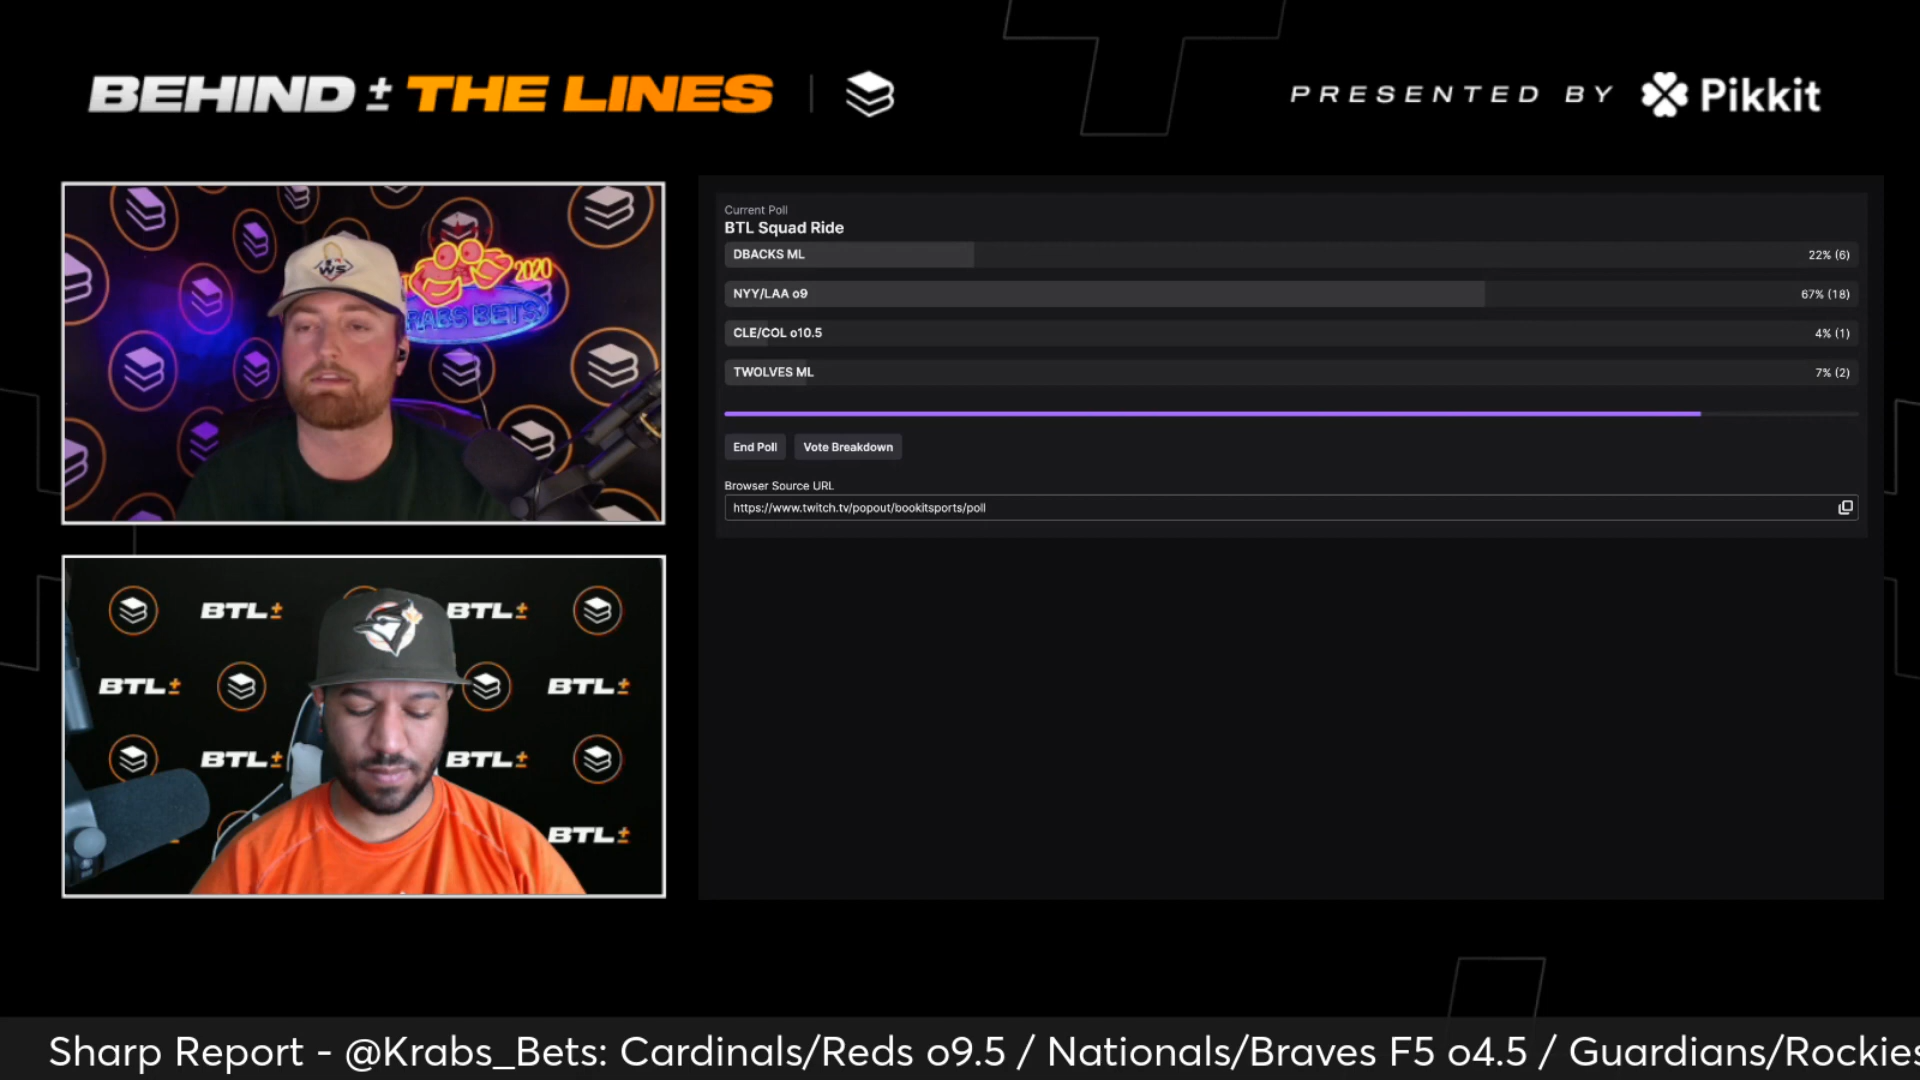 BEHIND ± THE LINES
PRESENTED BY Pikkit
WS
2020
RABS BETS
Current Poll
BTL Squad Ride
DBACKS ML 22% (6)
NYY/LAA o9 67% (18)
CLE/COL o10.5 4% (1)
TWOLVES ML 7% (2)
End Poll Vote Breakdown
Browser Source URL
https://www.twitch.tv/popout/bookitsports/poll
BTL± BTL±
BTL± BTL±
BTL± BTL±
BTL±
Sharp Report - @Krabs_Bets: Cardinals/Reds o9.5 / Nationals/Braves F5 o4.5 / Guardians/Rockies